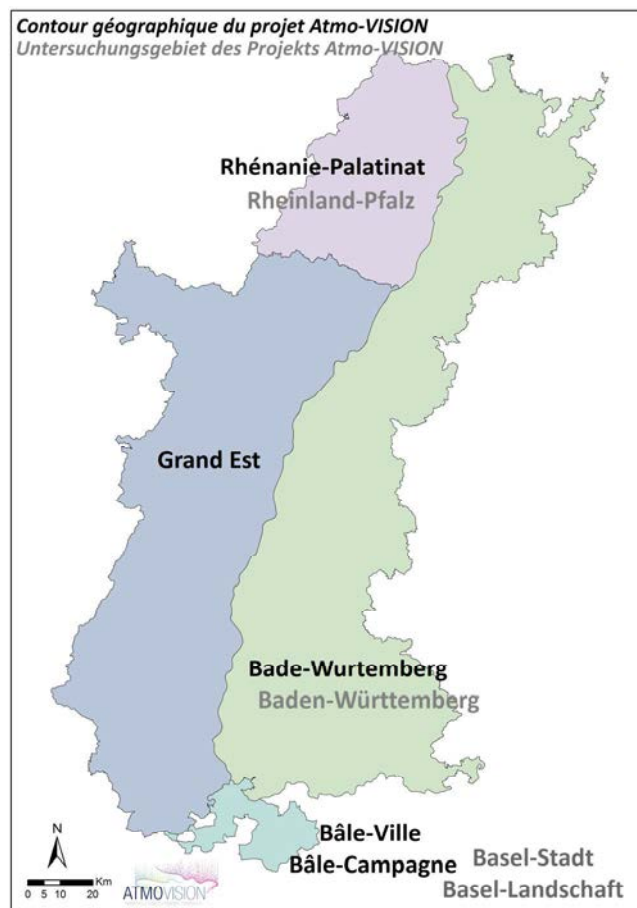 Contour géographique du projet Atmo-VISION
Untersuchungsgebiet des Projekts Atmo-VISION
Rhénanie-Palatinat
Rheinland-Pfalz
Grand Est
Bade-Wurtemberg
Baden-Württemberg
Bâle-Ville
Bâle-Campagne
Basel-Stadt
Basel-Landschaft
N
0 5 10 20
Km
ATMOVISION